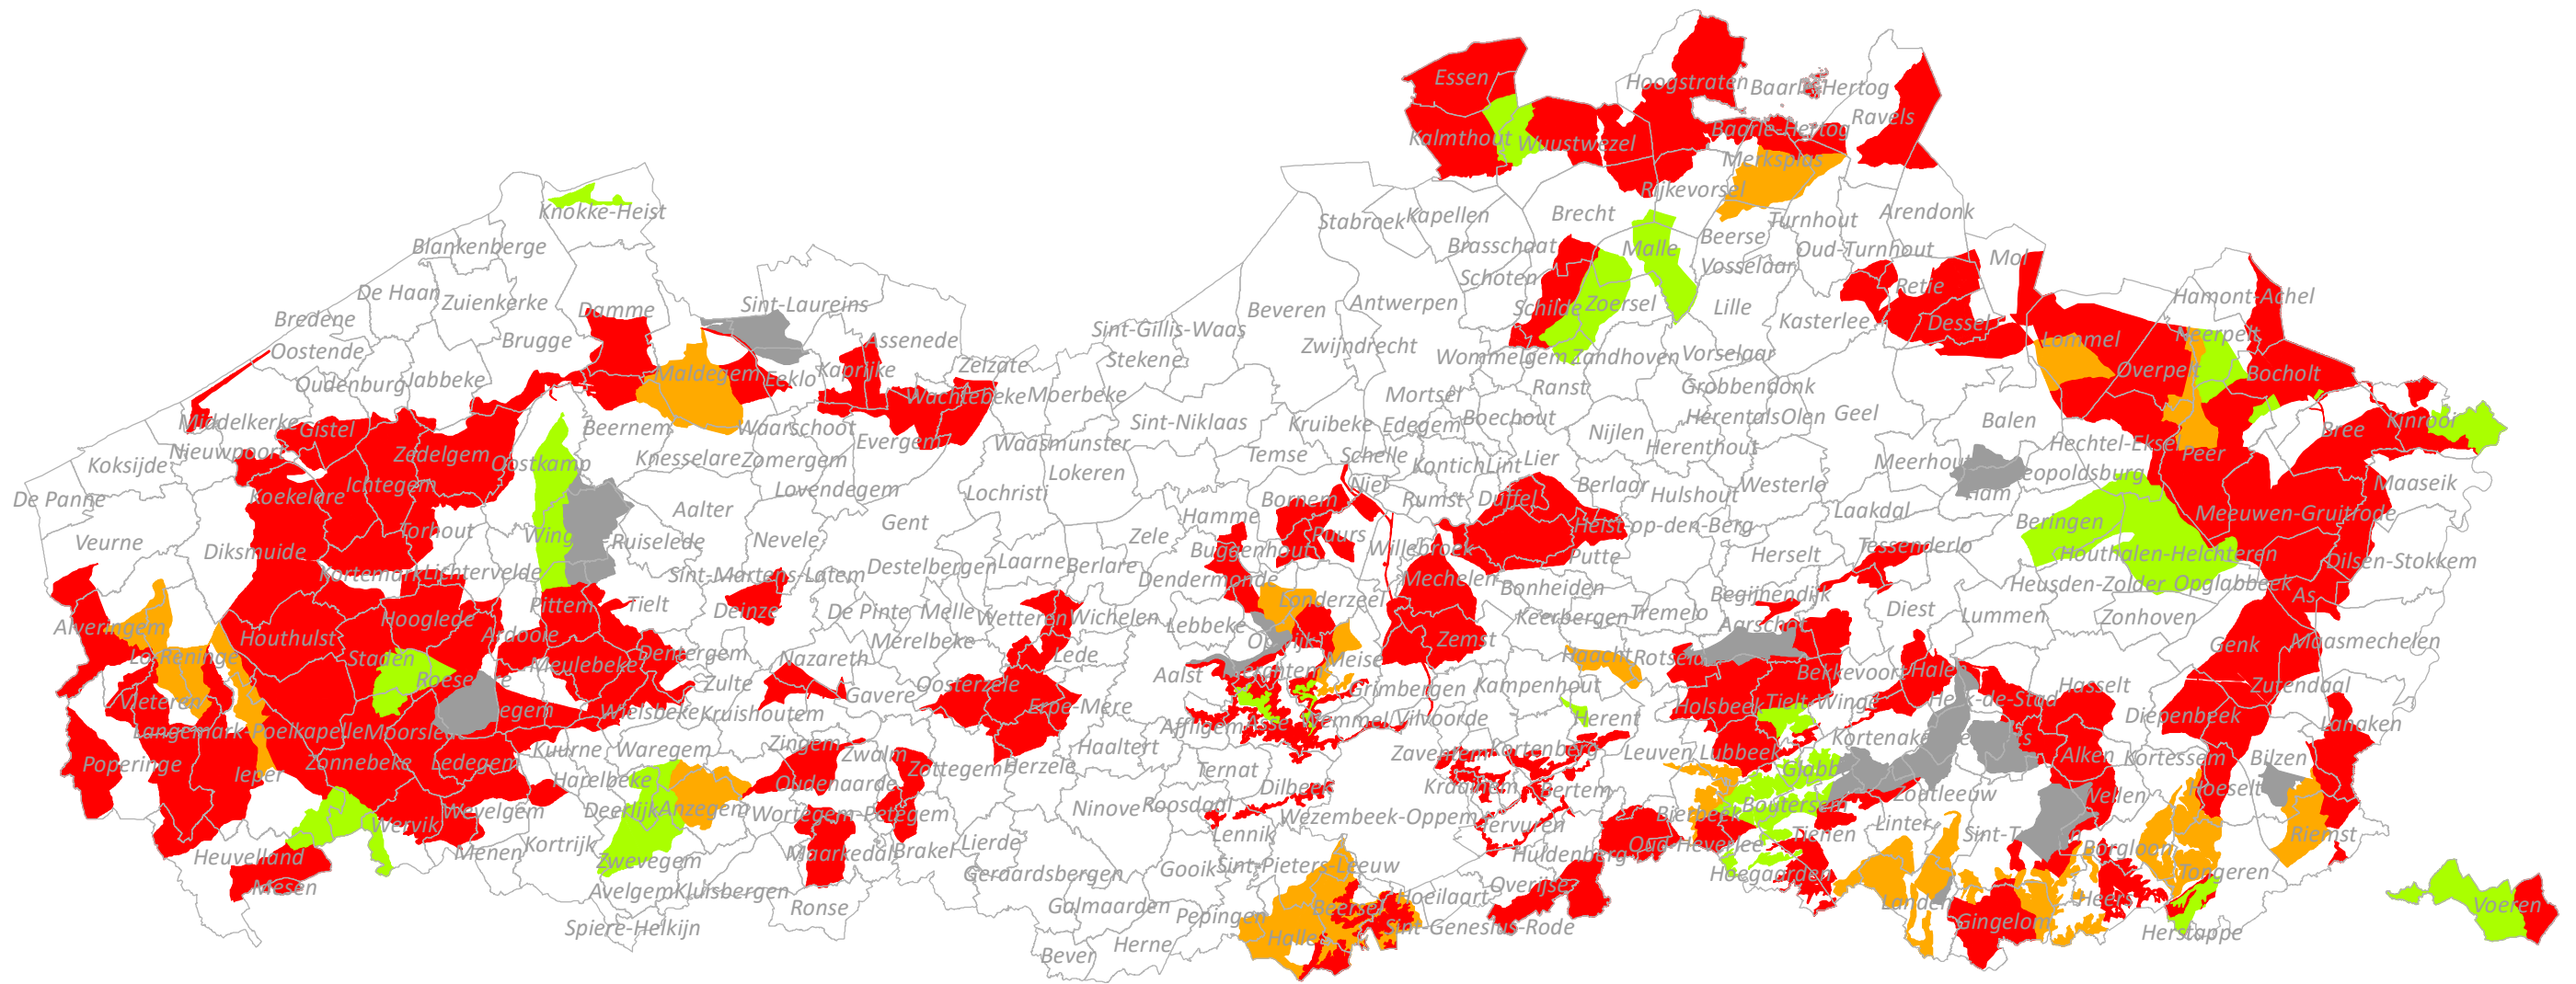 Essen
Hoogstraten
Baarle-Hertog
Ravels
Kalmthout
Wuustwezel
Baarle-Hertog
Merksplas
Rijkevorsel
Knokke-Heist
Stabroek
Kapellen
Brecht
Turnhout
Arendonk
Blankenberge
Brasschaat
Malle
Beerse
Oud-Turnhout
Mol
Schoten
Vosselaar
De Haan
Zuienkerke
Damme
Sint-Laureins
Beveren
Antwerpen
Schilde
Zoersel
Lille
Retie
Hamont-Achel
Bredene
Brugge
Assenede
Sint-Gillis-Waas
Zwijndrecht
Kasterlee
Dessel
Lommel
Neerpelt
Oostende
Stekene
Wommelgem
Zandhoven
Vorselaar
Oudenburg
Jabbeke
Maldegem
Eeklo
Kaprijke
Zelzate
Wachtebeke
Moerbeke
Mortsel
Ranst
Grobbendonk
Overpelt
Bocholt
Middelkerke
Gistel
Beernem
Waarschoot
Evergem
Sint-Niklaas
Kruibeke
Edegem
Boechout
Nijlen
Herentals
Olen
Geel
Balen
Bree
Kinrooi
Nieuwpoort
Koksijde
Zedelgem
Oostkamp
Knesselare
Zomergem
Waasmunster
Lokeren
Temse
Schelle
Kontich
Lint
Lier
Herenthout
Meerhout
Hechtel-Eksel
Peer
De Panne
Koekelare
Ichtegem
Lovendegem
Lochristi
Bornem
Niel
Rumst
Duffel
Berlaar
Hulshout
Westerlo
Ham
eopoldsburg
Maaseik
Veurne
Diksmuide
Torhout
Wing
Ruiselede
Aalter
Nevele
Gent
Zele
Hamme
Puurs
Heist-op-den-Berg
Laakdal
Beringen
Meeuwen-Gruitrode
Kortemark
Lichtervelde
Sint-Martens-Latem
Destelbergen
Laarne
Berlare
Buggenhout
Dendermonde
Willebroek
Mechelen
Putte
Bonheiden
Herselt
Tessenderlo
Houthalen-Helchteren
Heusden-Zolder
Opglabbeek
Dilsen-Stokkem
As
Alveringem
Houthulst
Hooglede
Ardooie
Pittem
Tielt
Deinze
De Pinte
Melle
Wetteren
Wichelen
Lebbeke
Londerzeel
Zemst
Keerbergen
Tremelo
Begijnendijk
Aarschot
Diest
Lummen
Zonhoven
Merelbeke
Lo-Reninge
Staden
Meulebeke
Dentergem
Nazareth
Lede
Aalst
Meise
Haacht
Bekkevoort
Halen
Genk
Maasmechelen
Vleteren
Zulte
Gavere
Oosterzele
Erpe-Mere
Grimbergen
Kampenhout
Holsbeek
Tielt-Winge
Hasselt
Zutendaal
Langemark-Poelkapelle
Wielsbeke
Kruishoutem
Affligem
Asse
Wemmel
Vilvoorde
Herent
Diepenbeek
Lanaken
Poperinge
Ieper
Zonnebeke
Ledegem
Kuurne
Waregem
Zingem
Zwalm
Zottegem
Herzele
Haaltert
Ternat
Zaventem
Kortenberg
Leuven
Lubbeek
Alken
Kortessem
Bilzen
Harelbeke
Oudenaarde
Dilbeek
Kraainem
Bertem
Hoeselt
Wellen
Wervik
Wevelgem
Deerlijk
Anzegem
Wortegem-Petegem
Ninove
Roosdaal
Wezembeek-Oppem
Tervuren
Bierbeek
Boutersem
Zoutleeuw
Heuvelland
Menen
Kortrijk
Zwevegem
Maarkedal
Brakel
Lierde
Lennik
Huldenberg
Oud-Heverlee
Tienen
Linter
Borgloon
Riemst
Mesen
Avelgem
Kluisbergen
Geraardsbergen
Gooik
Sint-Pieters-Leeuw
Overijse
Hoeilaart
Hoegaarden
Tongeren
Spiere-Helkijn
Ronse
Galmaarden
Pepingen
Halle
Beersel
Sint-Genesius-Rode
Landen
Gingelom
Heers
Herstappe
Voeren
Bever
Herne